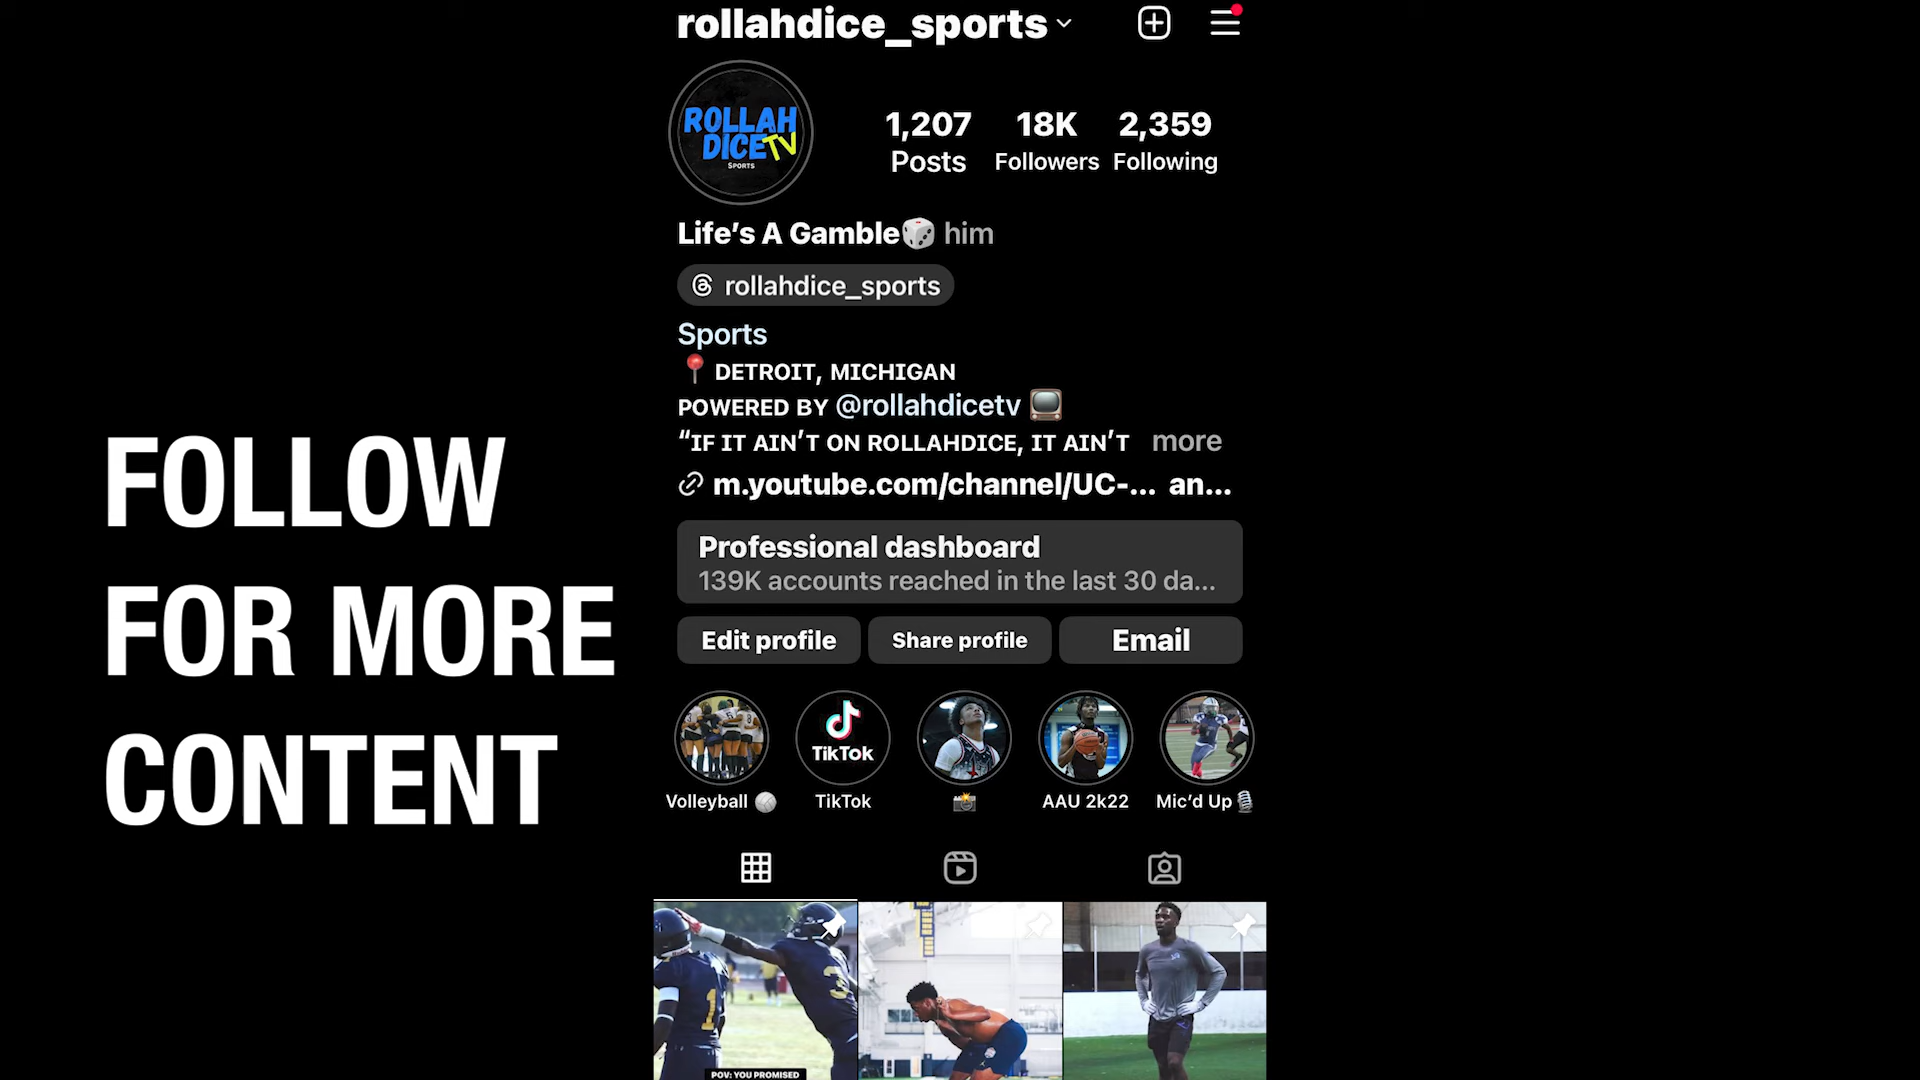 rollahdice_sports
ROLLAH
DICE TV
SPORTS
1,207 18K 2,359
Posts Followers Following
Life's A Gamble🎲 him
rollahdice_sports
Sports
📍 DETROIT, MICHIGAN
POWERED BY @rollahdicetv 📺
“IF IT AIN'T ON ROLLAHDICE, IT AIN'T more
m.youtube.com/channel/UC-... an...
Professional dashboard
139K accounts reached in the last 30 da...
Edit profile Share profile Email
TikTok
Volleyball 🏐 TikTok 📸 AAU 2k22 Mic'd Up🎙
1 3
POV: YOU PROMISED
FOLLOW
FOR MORE
CONTENT